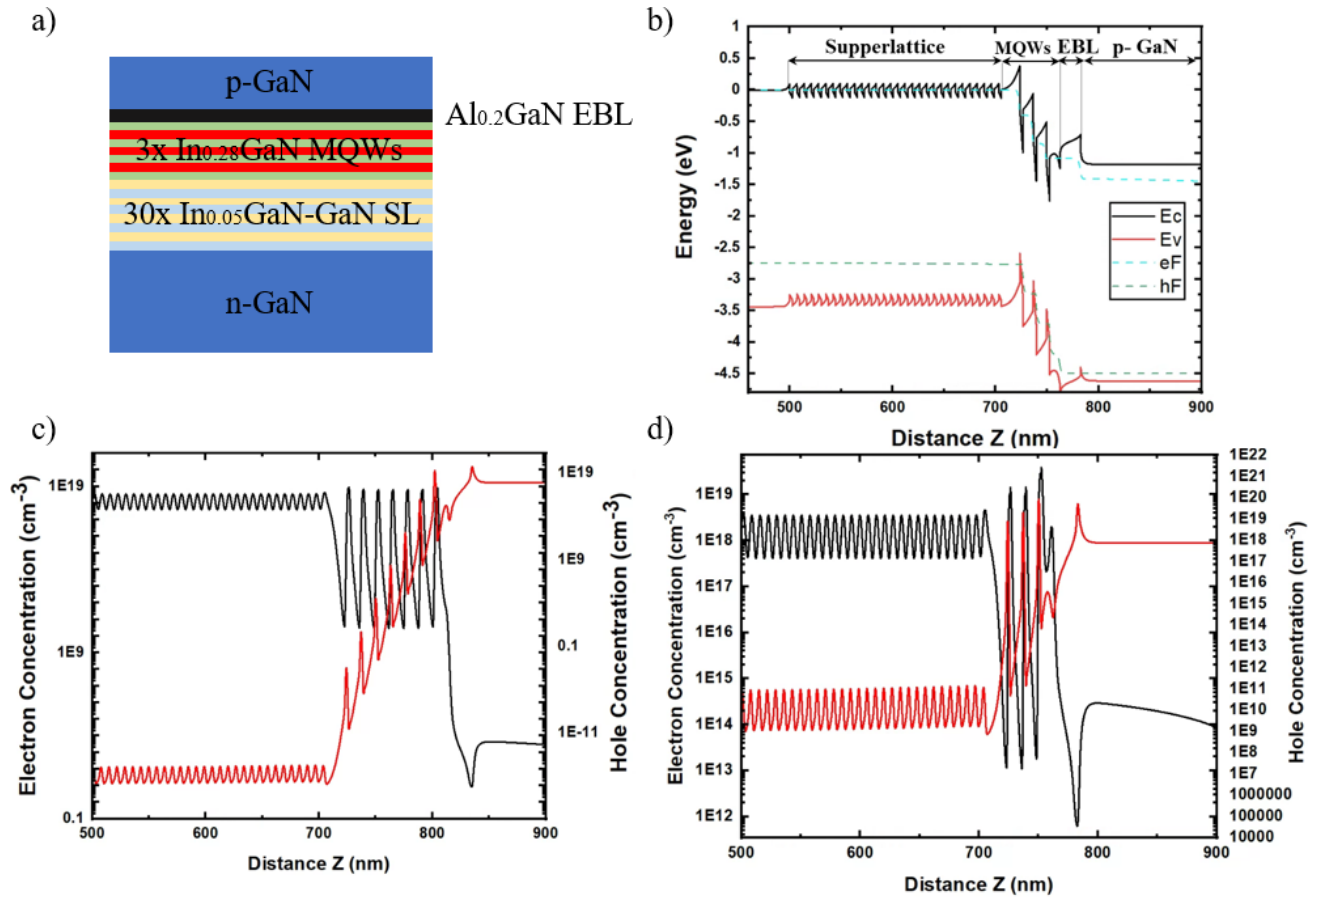 a)
p-GaN
Al0.2GaN EBL
3x In0.28GaN MQWs
30x In0.05GaN-GaN SL
n-GaN
b)
-1
0.5
0
-0.5
-1
-1.5
-2
-2.5
-3
-3.5
-4
-4.5
Energy (eV)
Supperlattice
MQWs
EBL
p- GaN
Ec
Ev
eF
hF
500
600
700
800
900
Distance Z (nm)
c)
1E19
1E9
0.1
Electron Concentration (cm-3)
1E19
1E9
0.1
1E-11
Hole Concentration (cm-3)
500
600
700
800
900
Distance Z (nm)
d)
1E19
1E18
1E17
1E16
1E15
1E14
1E13
1E12
Electron Concentration (cm-3)
1E22
1E21
1E20
1E19
1E18
1E17
1E16
1E15
1E14
1E13
1E12
1E11
1E10
1E9
1E8
1E7
1000000
100000
10000
Hole Concentration (cm-3)
500
600
700
800
900
Distance Z (nm)